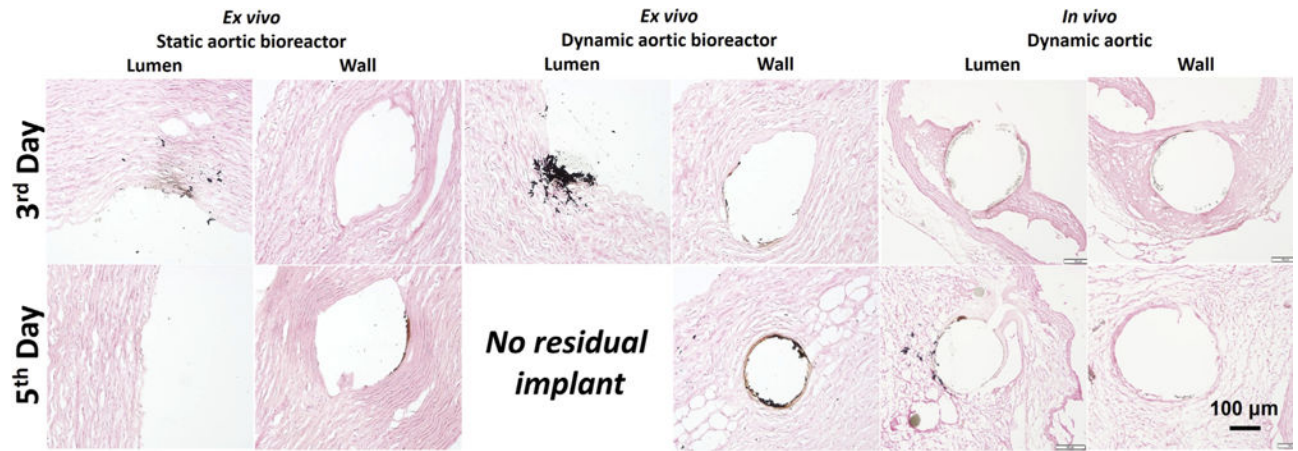 Ex vivo
Static aortic bioreactor
Lumen Wall
Ex vivo
Dynamic aortic bioreactor
Lumen Wall
In vivo
Dynamic aortic
Lumen Wall
3rd Day
5th Day
No residual
implant
100 μm